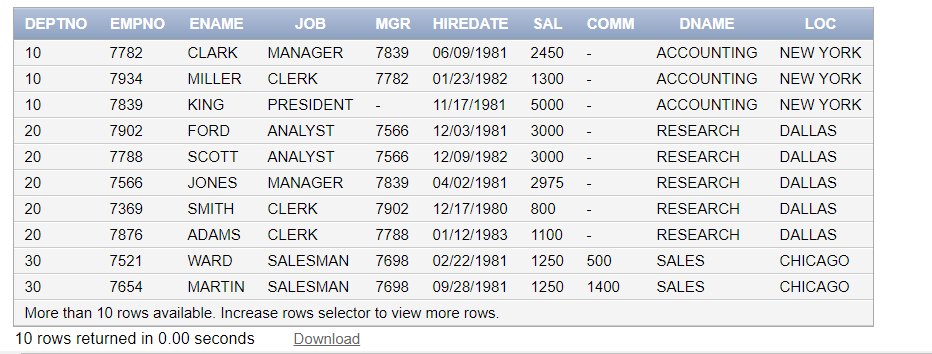 DEPTNO EMPNO ENAME JOB MGR HIREDATE SAL COMM DNAME LOC
10 7782 CLARK MANAGER 7839 06/09/1981 2450 - ACCOUNTING NEW YORK
10 7934 MILLER CLERK 7782 01/23/1982 1300 - ACCOUNTING NEW YORK
10 7839 KING PRESIDENT - 11/17/1981 5000 - ACCOUNTING NEW YORK
20 7902 FORD ANALYST 7566 12/03/1981 3000 - RESEARCH DALLAS
20 7788 SCOTT ANALYST 7566 12/09/1982 3000 - RESEARCH DALLAS
20 7566 JONES MANAGER 7839 04/02/1981 2975 - RESEARCH DALLAS
20 7369 SMITH CLERK 7902 12/17/1980 800 - RESEARCH DALLAS
20 7876 ADAMS CLERK 7788 01/12/1983 1100 - RESEARCH DALLAS
30 7521 WARD SALESMAN 7698 02/22/1981 1250 500 SALES CHICAGO
30 7654 MARTIN SALESMAN 7698 09/28/1981 1250 1400 SALES CHICAGO
More than 10 rows available. Increase rows selector to view more rows.
10 rows returned in 0.00 seconds Download